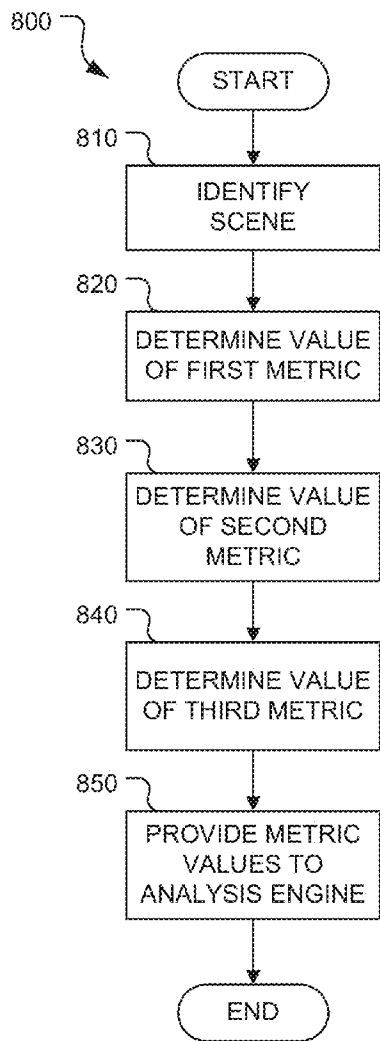 800
START
810
IDENTIFY
SCENE
820
DETERMINE VALUE
OF FIRST METRIC
830
DETERMINE VALUE
OF SECOND
METRIC
840
DETERMINE VALUE
OF THIRD METRIC
850
PROVIDE METRIC
VALUES TO
ANALYSIS ENGINE
END